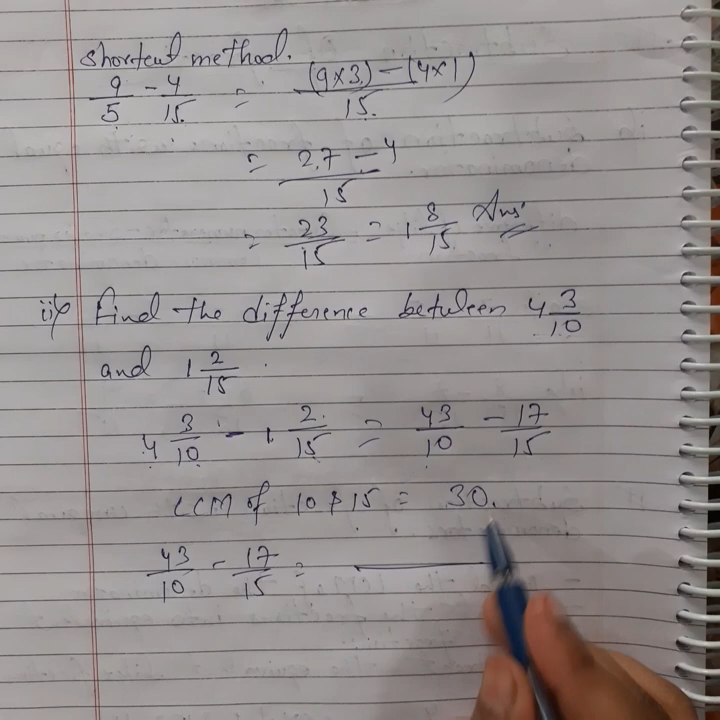 shortcut method.
9/5 - 4/15 = (9×3) - (4×1)/15.
= 27 - 4/15
= 23/15 = 1 8/15 Ans'
ii) Find the difference between 4 3/10
and 1 2/15.
4 3/10 - 1 2/15 = 43/10 - 17/15
LCM of 10 & 15 = 30.
43/10 - 17/15 =